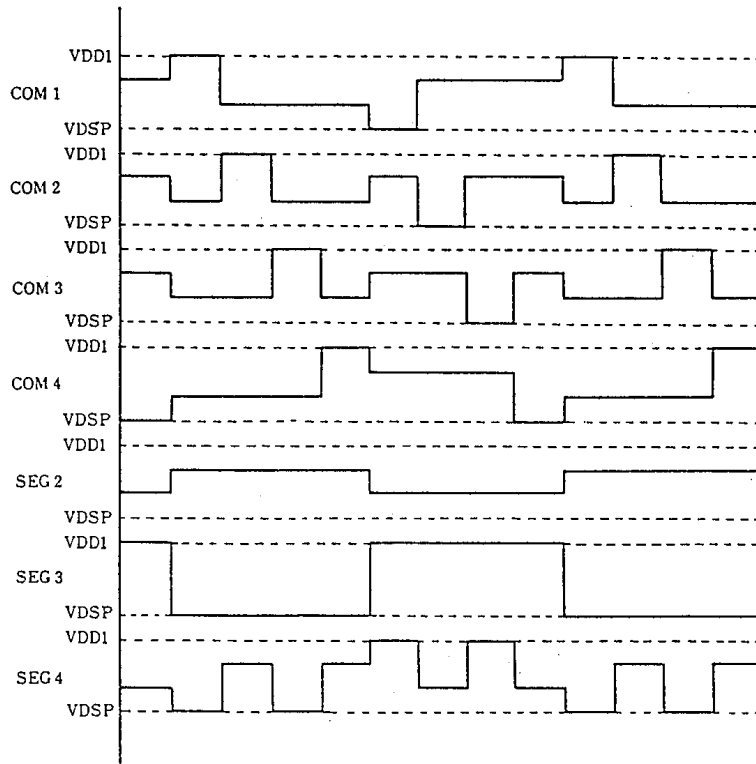 VDD1
COM 1
VDSP
VDD1
COM 2
VDSP
VDD1
COM 3
VDSP
VDD1
COM 4
VDSP
VDD1
SEG 2
VDSP
VDD1
SEG 3
VDSP
VDD1
SEG 4
VDSP